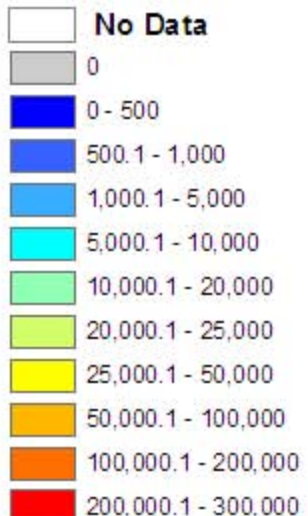 No Data
0
0 - 500
500.1 - 1,000
1,000.1 - 5,000
5,000.1 - 10,000
10,000.1 - 20,000
20,000.1 - 25,000
25,000.1 - 50,000
50,000.1 - 100,000
100,000.1 - 200,000
200,000.1 - 300,000